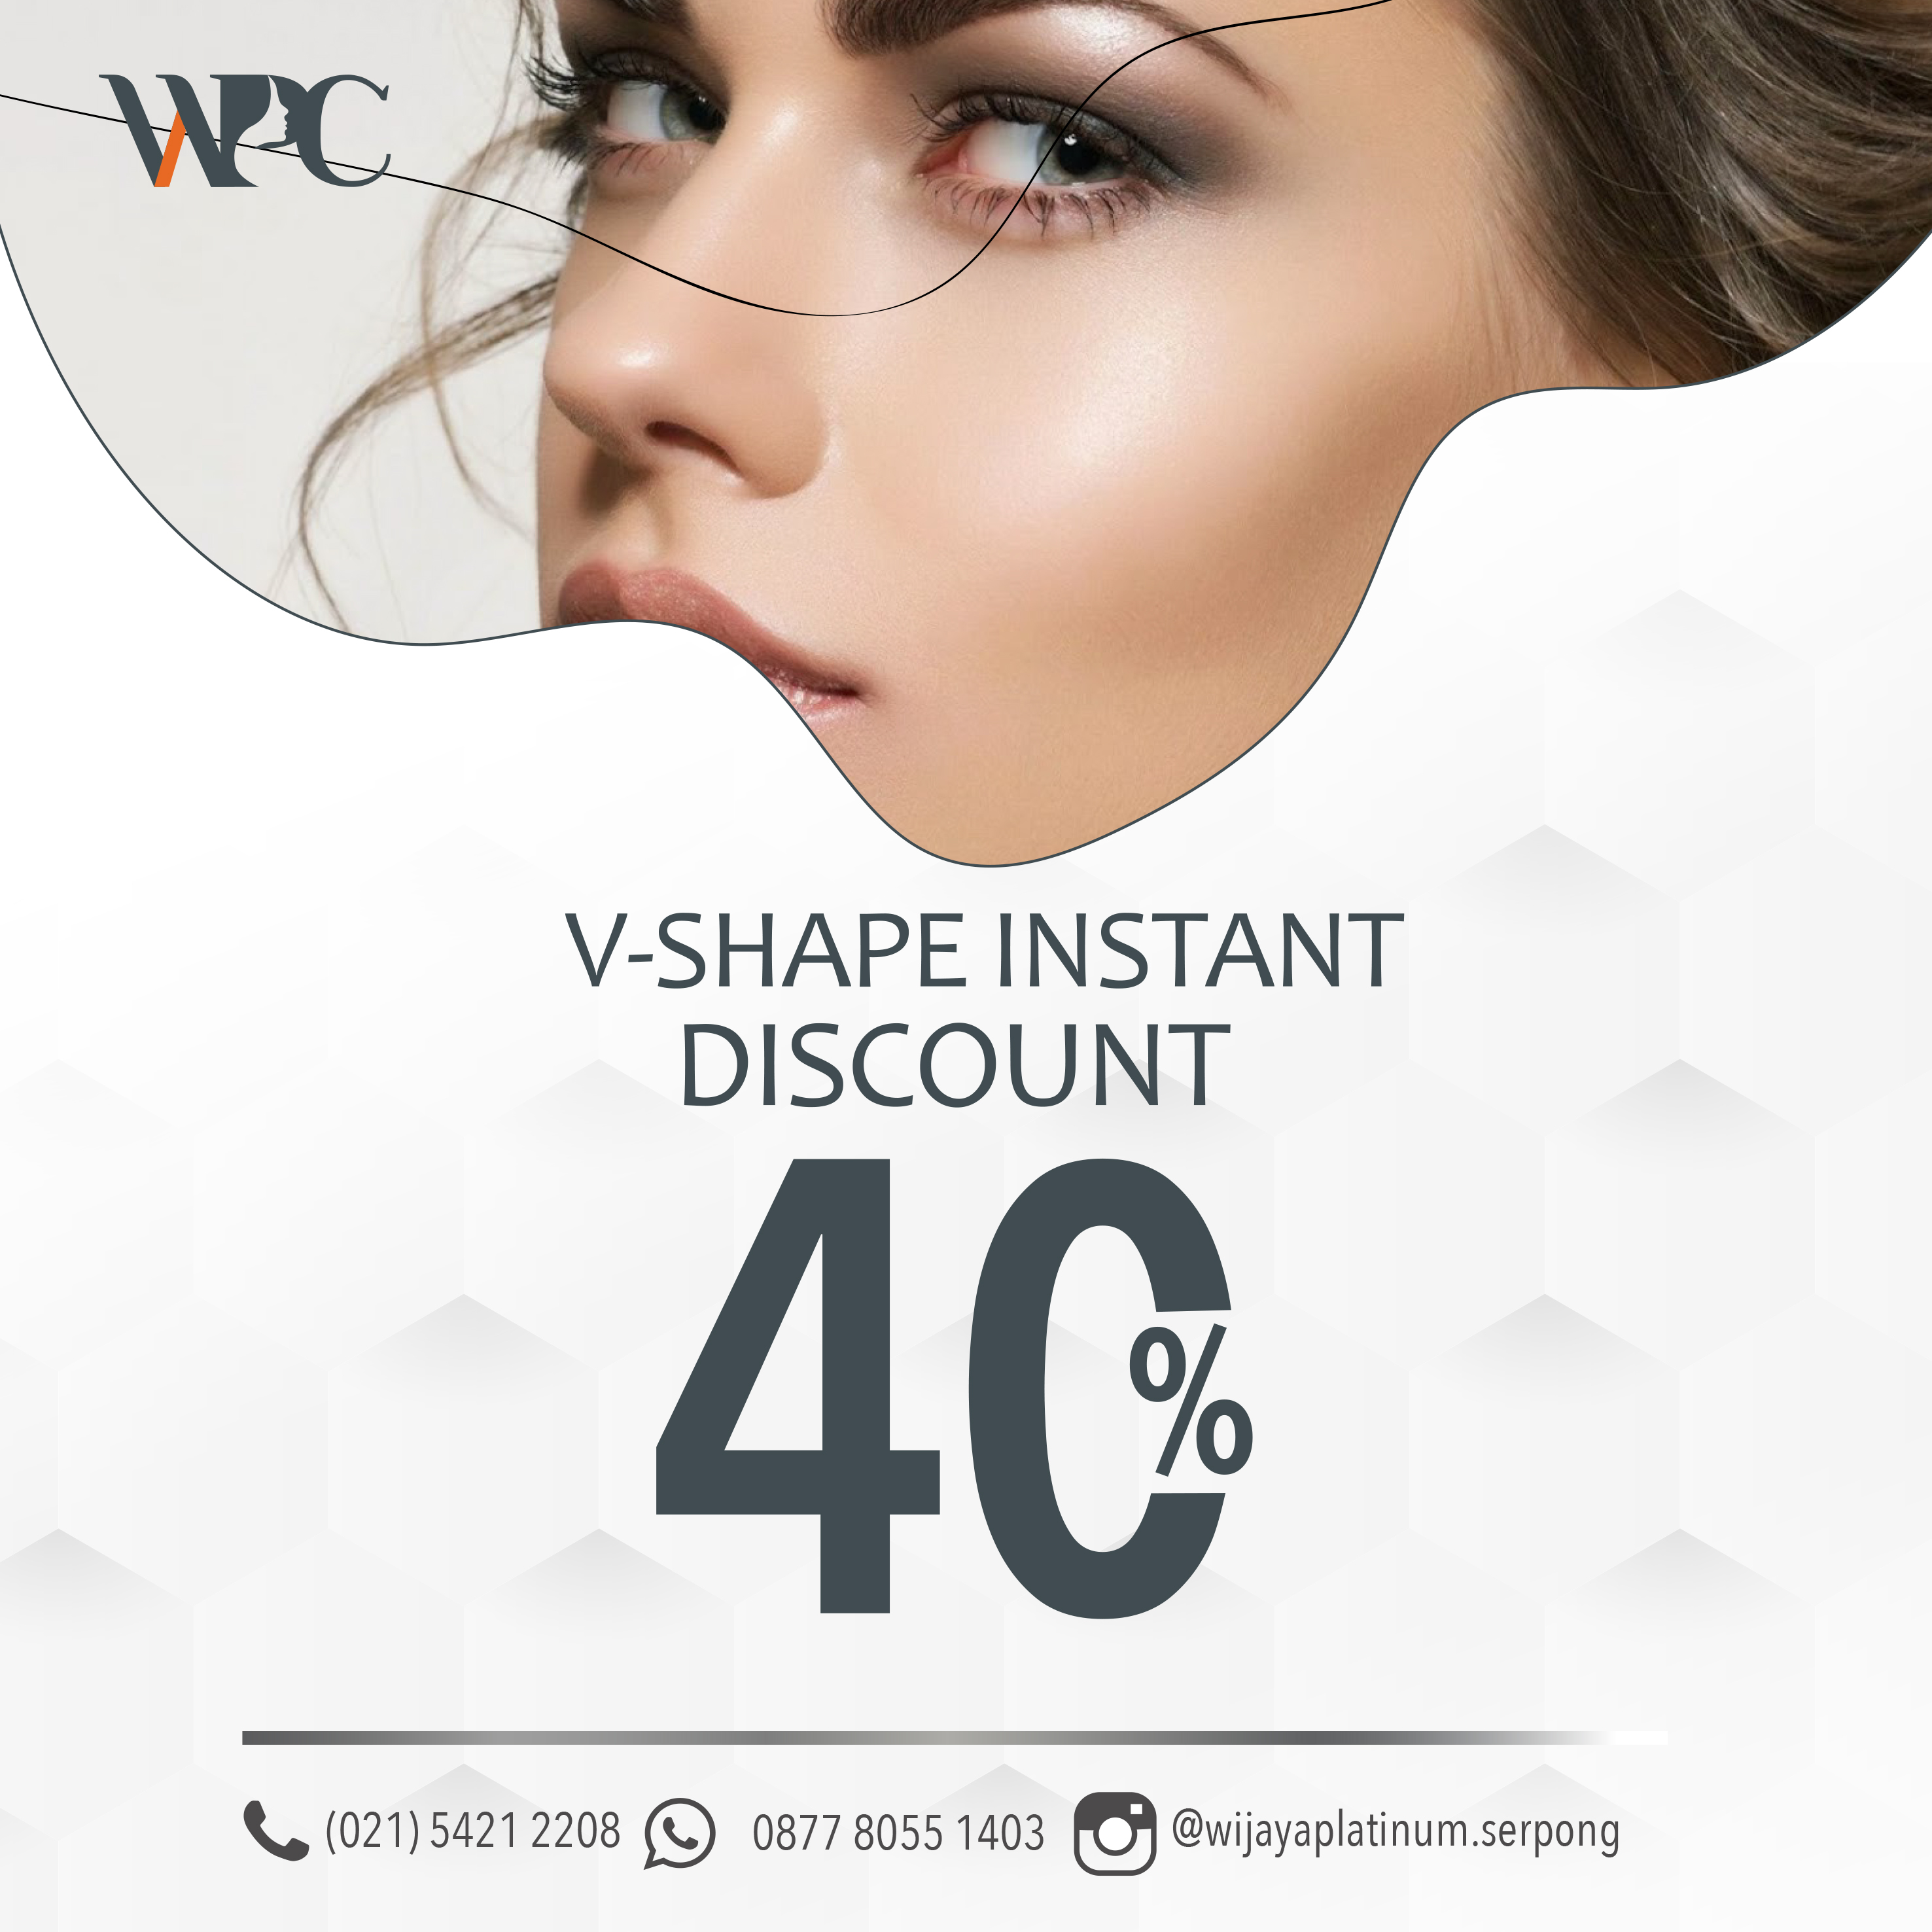 WPC
V-SHAPE INSTANT
DISCOUNT
40%
(021) 5421 2208 0877 8055 1403 @wijayaplatinum.serpong